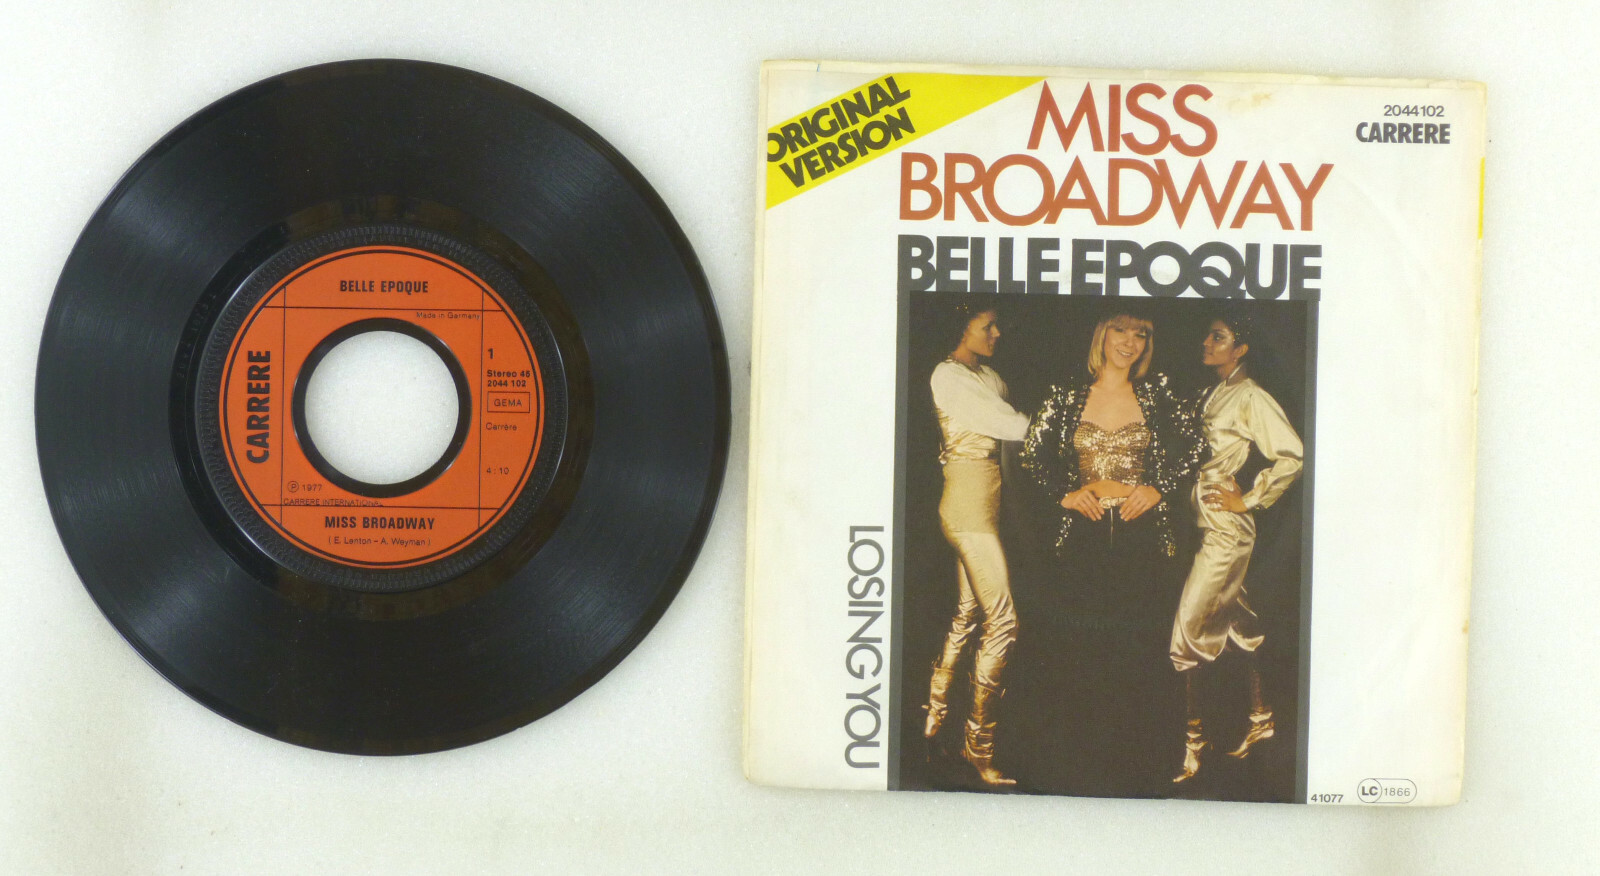 BELLE EPOQUE
Made in Germany
CARRERE
1
Stereo 45
2044 102
GEMA
Carrère
4:10
Ⓟ 1977
CARRERE INTERNATIONAL
MISS BROADWAY
(E. Lenton - A. Weyman)
ORIGINAL
VERSION
MISS
BROADWAY
BELLE EPOQUE
2044102
CARRERE
LOSING YOU
41077
LC 1866